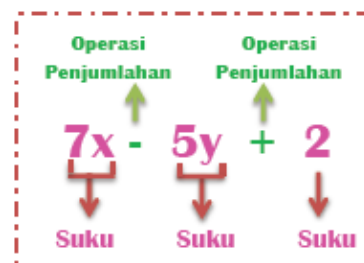 Operasi Penjumlahan
Operasi Penjumlahan
7x - 5y + 2
Suku Suku Suku